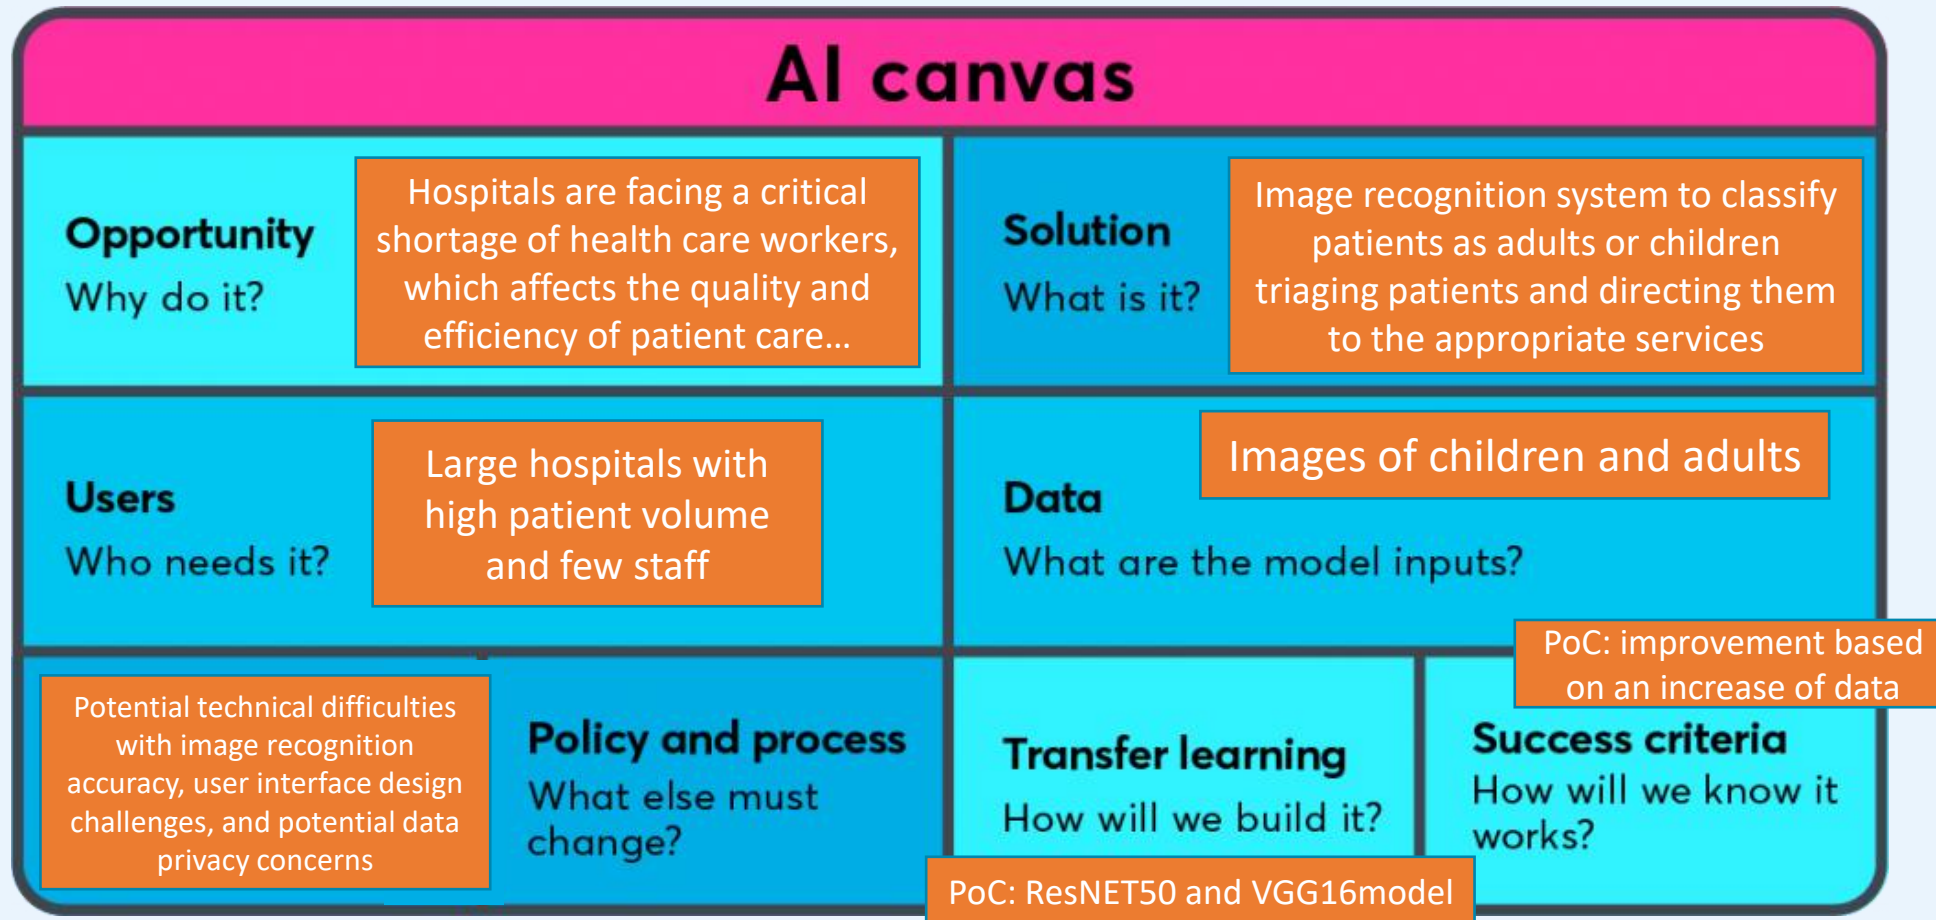 AI canvas
Opportunity
Why do it?
Hospitals are facing a critical
shortage of health care workers,
which affects the quality and
efficiency of patient care…
Solution
What is it?
Image recognition system to classify
patients as adults or children
triaging patients and directing them
to the appropriate services
Users
Who needs it?
Large hospitals with
high patient volume
and few staff
Data
What are the model inputs?
Images of children and adults
Potential technical difficulties
with image recognition
accuracy, user interface design
challenges, and potential data
privacy concerns
Policy and process
What else must
change?
Transfer learning
How will we build it?
PoC: ResNET50 and VGG16model
PoC: improvement based
on an increase of data
Success criteria
How will we know it
works?